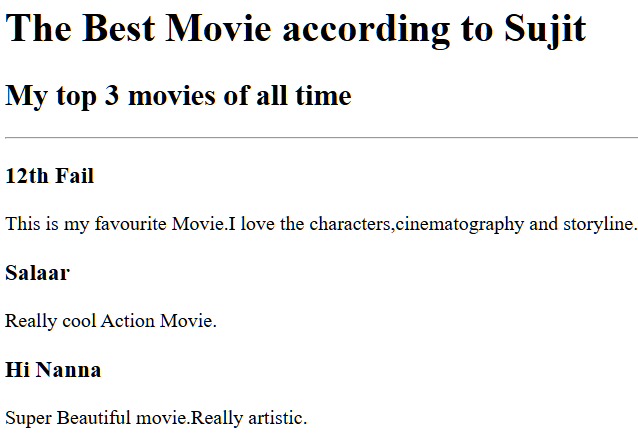 The Best Movie according to Sujit
My top 3 movies of all time
12th Fail
This is my favourite Movie.I love the characters,cinematography and storyline.
Salaar
Really cool Action Movie.
Hi Nanna
Super Beautiful movie.Really artistic.